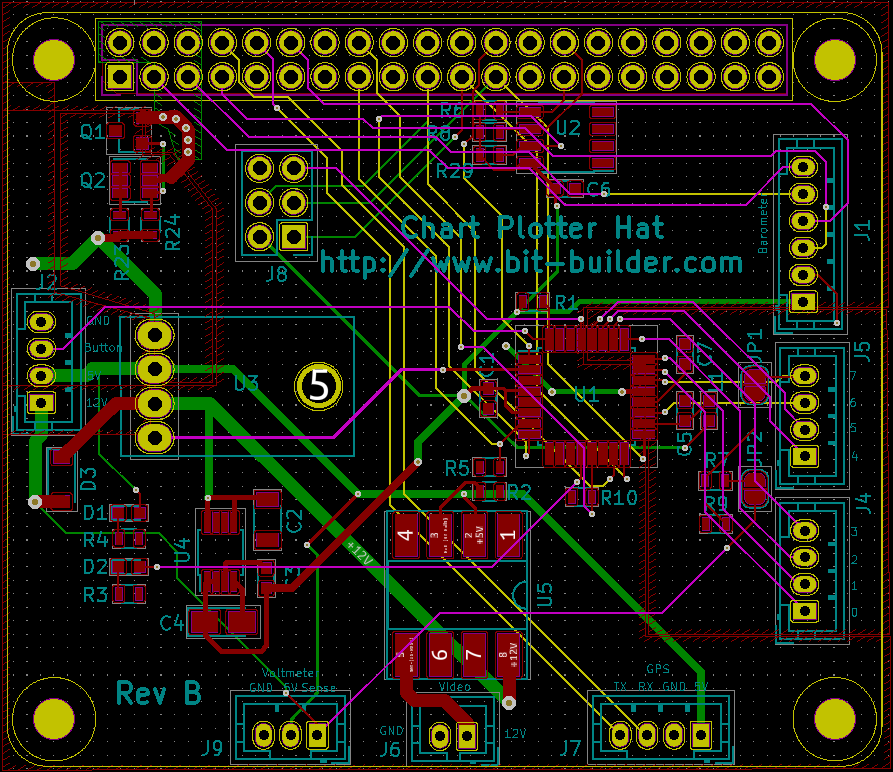 R6
U2
Q1
R8
R29
Q2
C6
Barometer
J1
R23
R24
Chart Plotter Hat
J8
http://www.bit-builder.com
J2
R1
GND
Button
5V
12V
U3
5
C1
U1
C7
JP1
J5
7
6
5
4
C5
JP2
R5
R2
R10
R7
R9
J4
3
2
1
0
D3
D1
R4
D2
R3
C2
U4
C3
C4
+12V
4
3
2
+5V
1
U5
5
6
7
8
+12V
Video
Rev B
Voltmeter
GND 5V Sense
GPS
TX RX GND 5V
J9
GND
J6
12V
J7